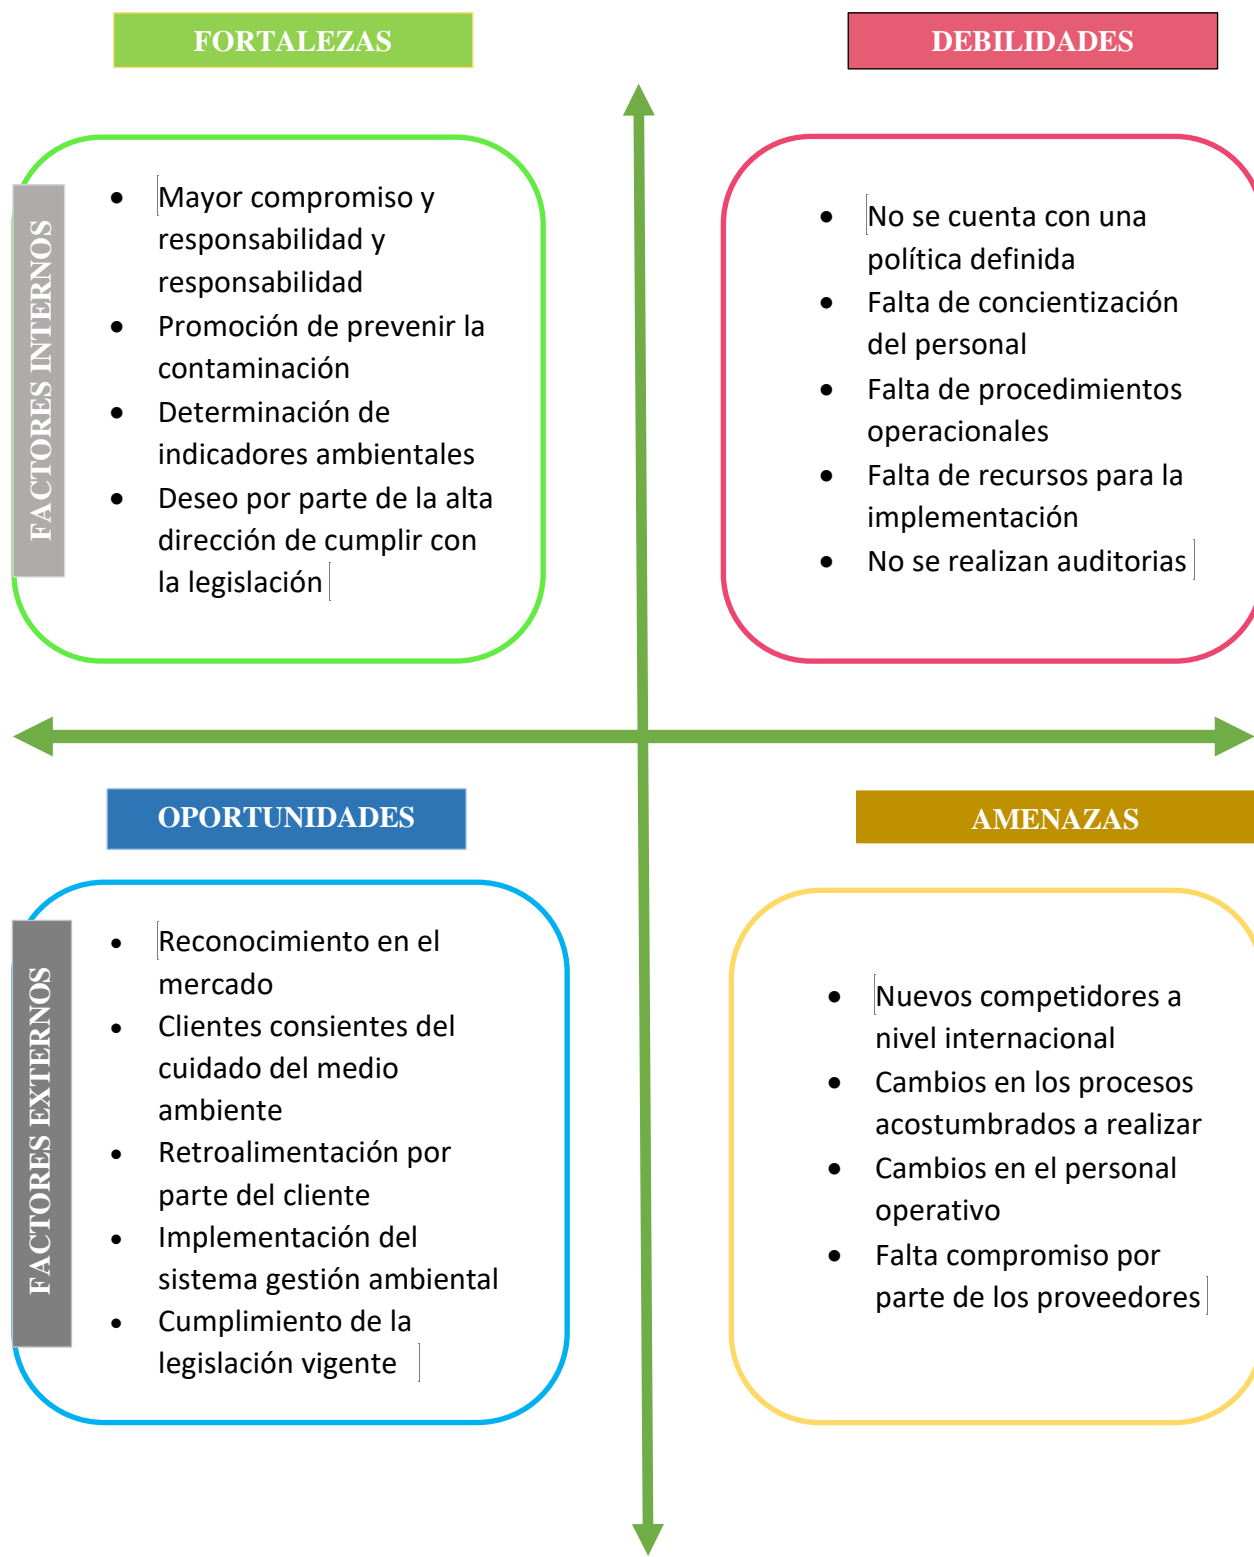 FORTALEZAS
FACTORES INTERNOS
• Mayor compromiso y
responsabilidad y
responsabilidad
• Promoción de prevenir la
contaminación
• Determinación de
indicadores ambientales
• Deseo por parte de la alta
dirección de cumplir con
la legislación
DEBILIDADES
• No se cuenta con una
política definida
• Falta de concientización
del personal
• Falta de procedimientos
operacionales
• Falta de recursos para la
implementación
• No se realizan auditorias
OPORTUNIDADES
FACTORES EXTERNOS
• Reconocimiento en el
mercado
• Clientes consientes del
cuidado del medio
ambiente
• Retroalimentación por
parte del cliente
• Implementación del
sistema gestión ambiental
• Cumplimiento de la
legislación vigente
AMENAZAS
• Nuevos competidores a
nivel internacional
• Cambios en los procesos
acostumbrados a realizar
• Cambios en el personal
operativo
• Falta compromiso por
parte de los proveedores